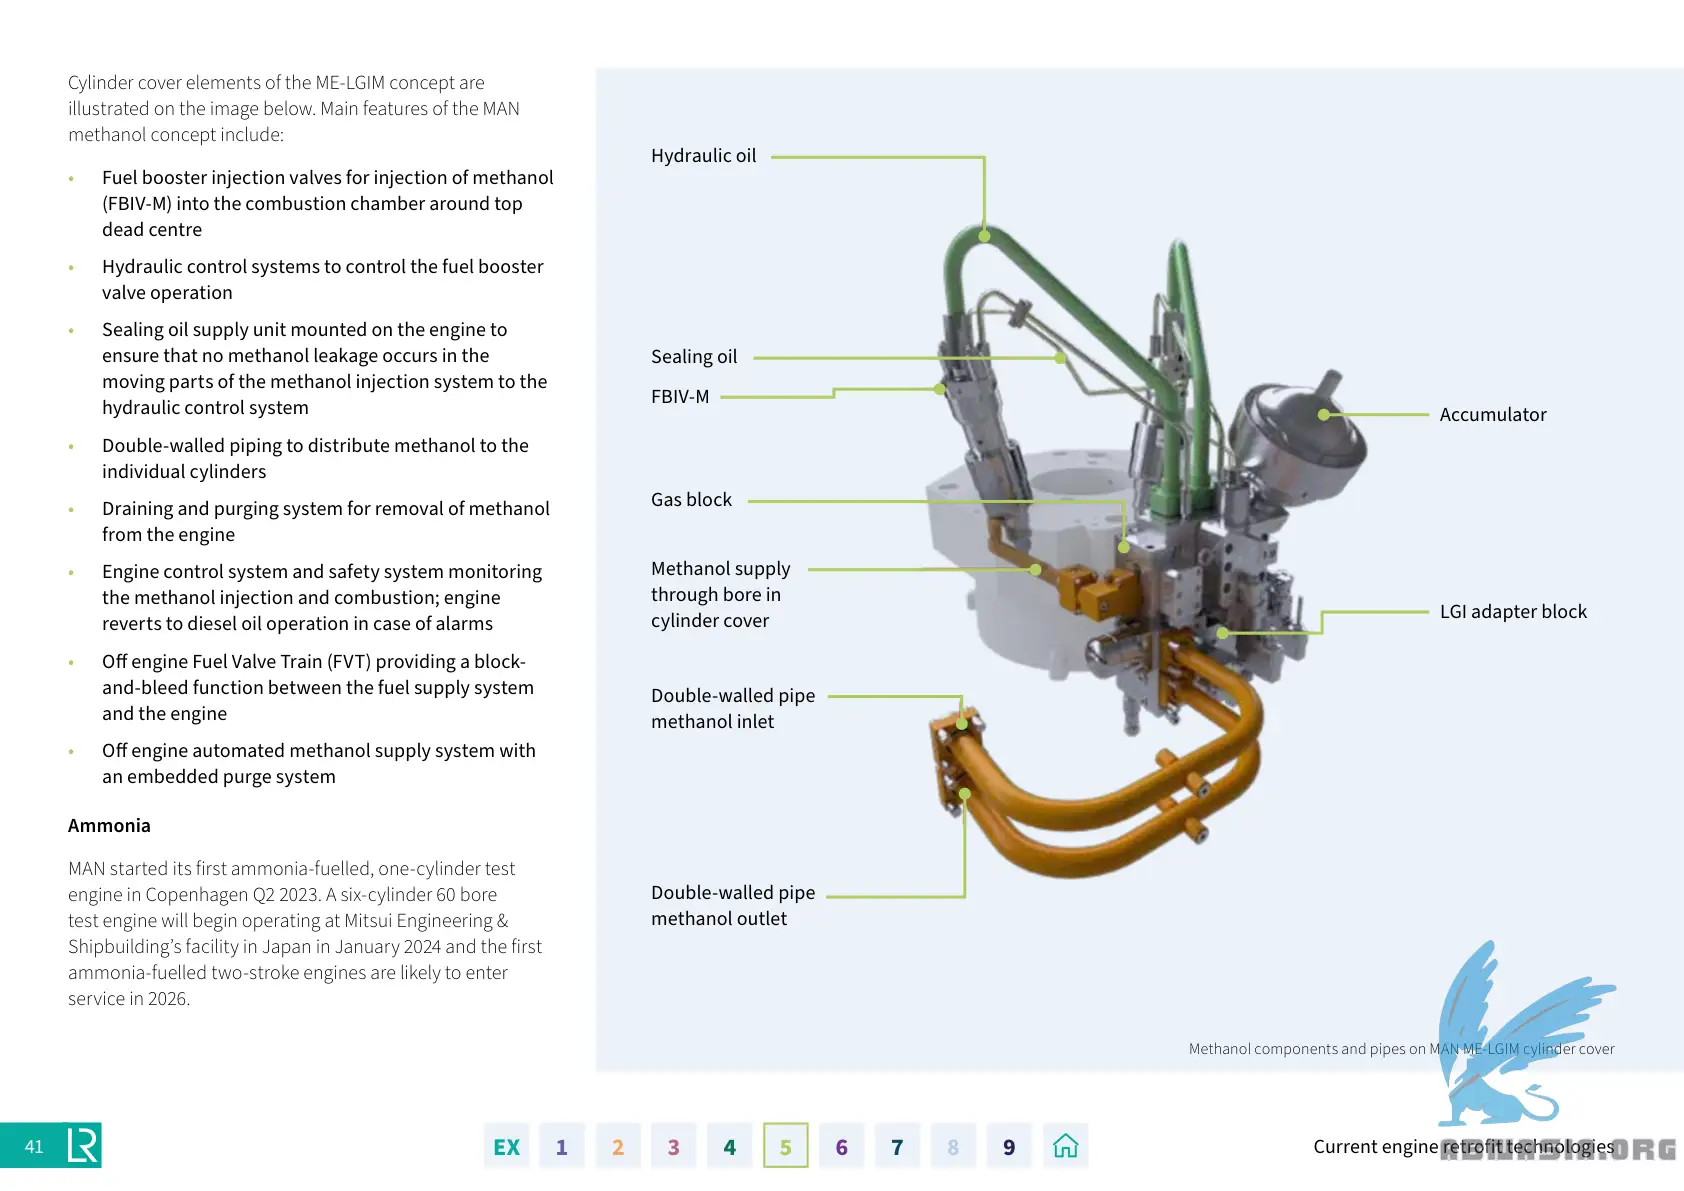 Cylinder cover elements of the ME-LGIM concept are
illustrated on the image below. Main features of the MAN
methanol concept include:
• Fuel booster injection valves for injection of methanol
(FBIV-M) into the combustion chamber around top
dead centre
• Hydraulic control systems to control the fuel booster
valve operation
• Sealing oil supply unit mounted on the engine to
ensure that no methanol leakage occurs in the
moving parts of the methanol injection system to the
hydraulic control system
• Double-walled piping to distribute methanol to the
individual cylinders
• Draining and purging system for removal of methanol
from the engine
• Engine control system and safety system monitoring
the methanol injection and combustion; engine
reverts to diesel oil operation in case of alarms
• Off engine Fuel Valve Train (FVT) providing a block-
and-bleed function between the fuel supply system
and the engine
• Off engine automated methanol supply system with
an embedded purge system
Ammonia
MAN started its first ammonia-fuelled, one-cylinder test
engine in Copenhagen Q2 2023. A six-cylinder 60 bore
test engine will begin operating at Mitsui Engineering &
Shipbuilding's facility in Japan in January 2024 and the first
ammonia-fuelled two-stroke engines are likely to enter
service in 2026.
Hydraulic oil
Sealing oil
FBIV-M
Gas block
Methanol supply
through bore in
cylinder cover
Double-walled pipe
methanol inlet
Double-walled pipe
methanol outlet
Accumulator
LGI adapter block
Methanol components and pipes on MAN ME-LGIM cylinder cover
41 LR
EX 1 2 3 4 5 6 7 8 9
Current engine retrofit technologies